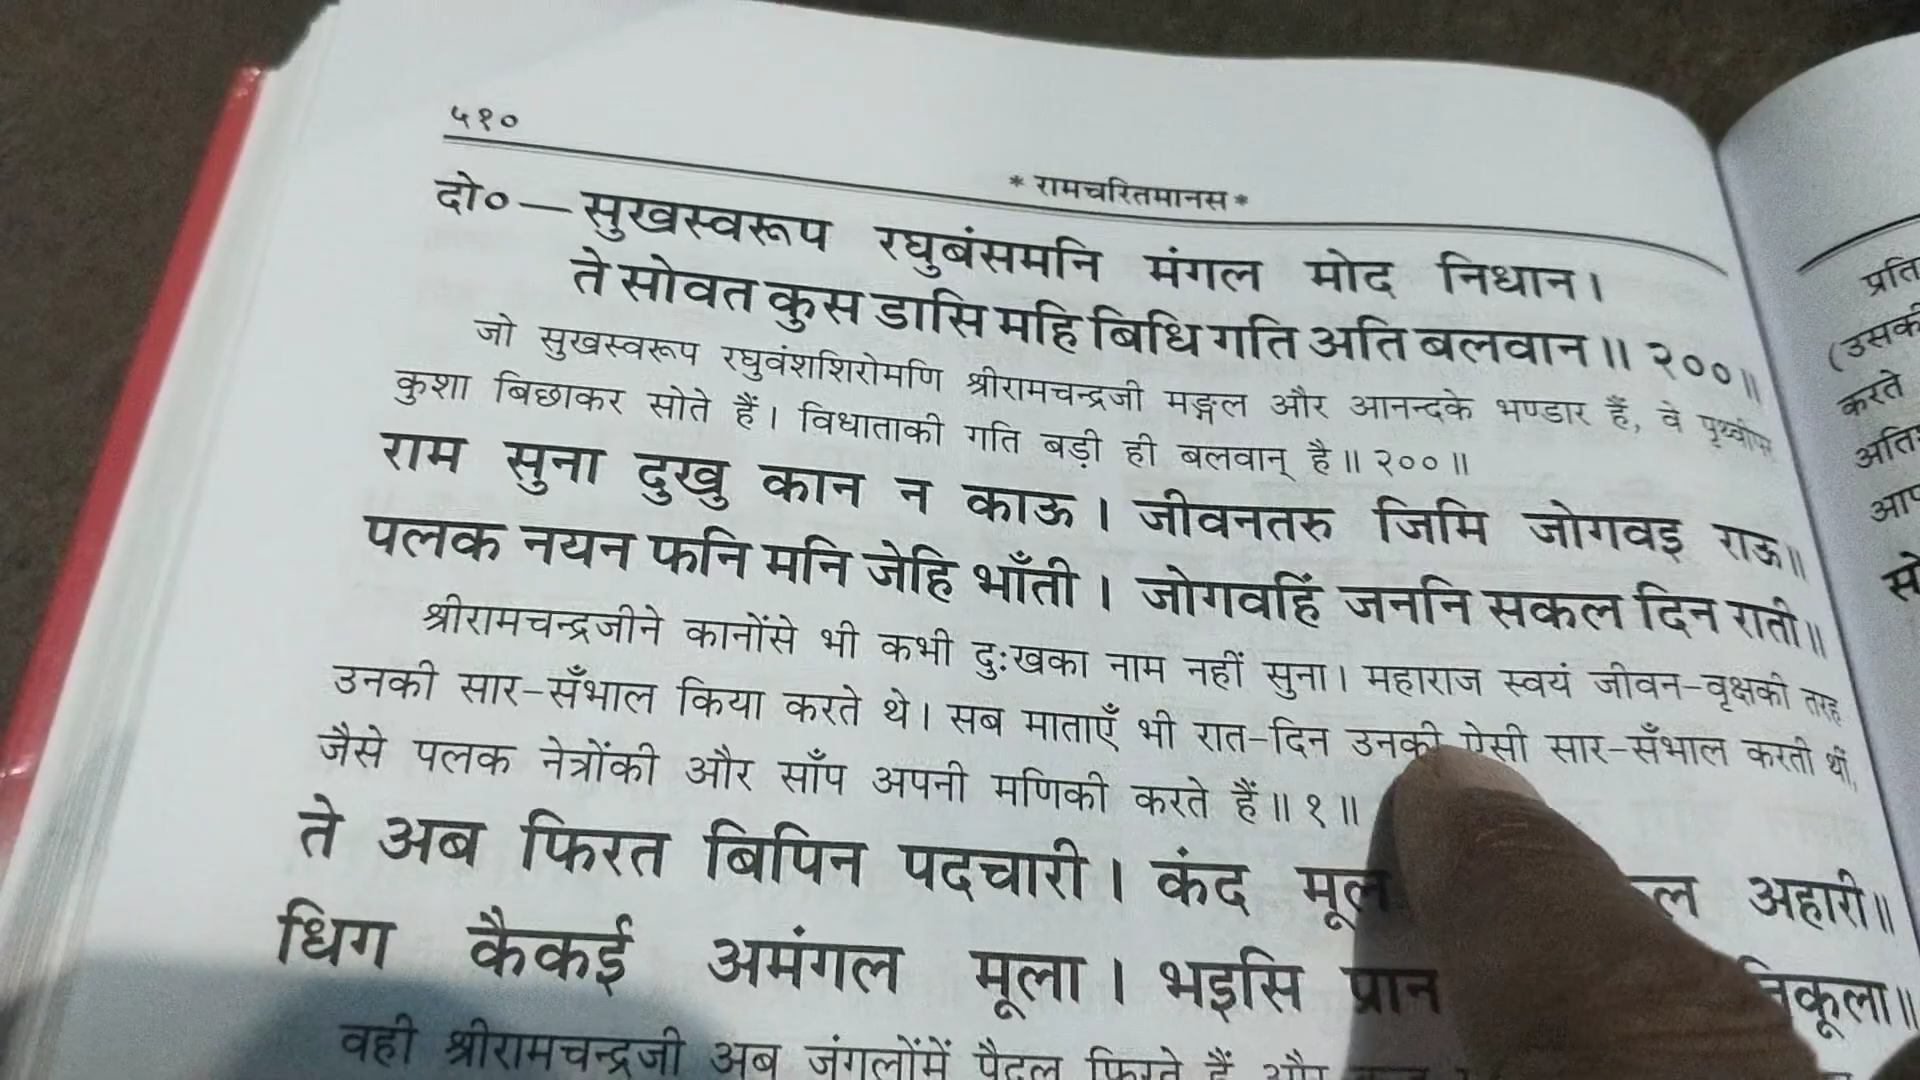 ५१०
* रामचरितमानस *
दो०— सुखस्वरूप रघुबंसमनि मंगल मोद निधान।
ते सोवत कुस डासि महि बिधि गति अति बलवान॥ २००॥
जो सुखस्वरूप रघुवंशशिरोमणि श्रीरामचन्द्रजी मङ्गल और आनन्दके भण्डार हैं, वे पृथ्वीपर
कुशा बिछाकर सोते हैं। विधाताकी गति बड़ी ही बलवान् है॥ २००॥
राम सुना दुखु कान न काऊ। जीवनतरु जिमि जोगवइ राऊ॥
पलक नयन फनि मनि जेहि भाँती। जोगवहिं जननि सकल दिन राती॥
श्रीरामचन्द्रजीने कानोंसे भी कभी दुःखका नाम नहीं सुना। महाराज स्वयं जीवन-वृक्षकी तरह
उनकी सार-सँभाल किया करते थे। सब माताएँ भी रात-दिन उनकी ऐसी सार-सँभाल करती थीं,
जैसे पलक नेत्रोंकी और साँप अपनी मणिकी करते हैं॥ १॥
ते अब फिरत बिपिन पदचारी। कंद मूल अहारी॥
धिग कैकई अमंगल मूला। भइसि प्रान
वही श्रीरामचन्द्रजी अब जंगलोंमें पैदल फिरते हैं और
प्रति
(उसकी
करते